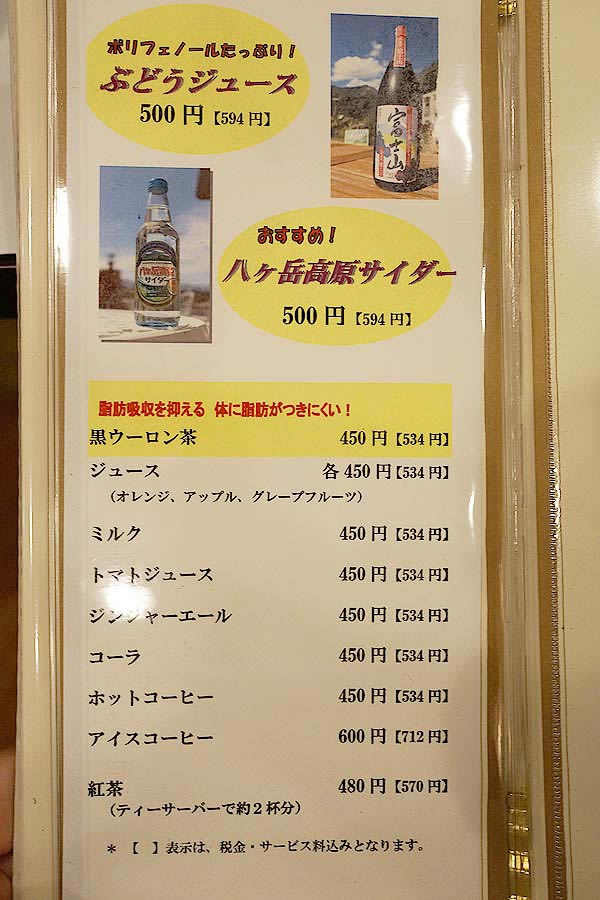 ポリフェノールたっぷり！
ぶどうジュース
500円【594円】
富士山
おすすめ！
八ヶ岳高原サイダー
500円【594円】
八ヶ岳高原
サイダー
脂肪吸収を抑える 体に脂肪がつきにくい！
黒ウーロン茶 450円【534円】
ジュース 各450円【534円】
（オレンジ、アップル、グレープフルーツ）
ミルク 450円【534円】
トマトジュース 450円【534円】
ジンジャーエール 450円【534円】
コーラ 450円【534円】
ホットコーヒー 450円【534円】
アイスコーヒー 600円【712円】
紅茶 480円【570円】
（ティーサーバーで約２杯分）
＊【 】表示は、税金・サービス料込みとなります。